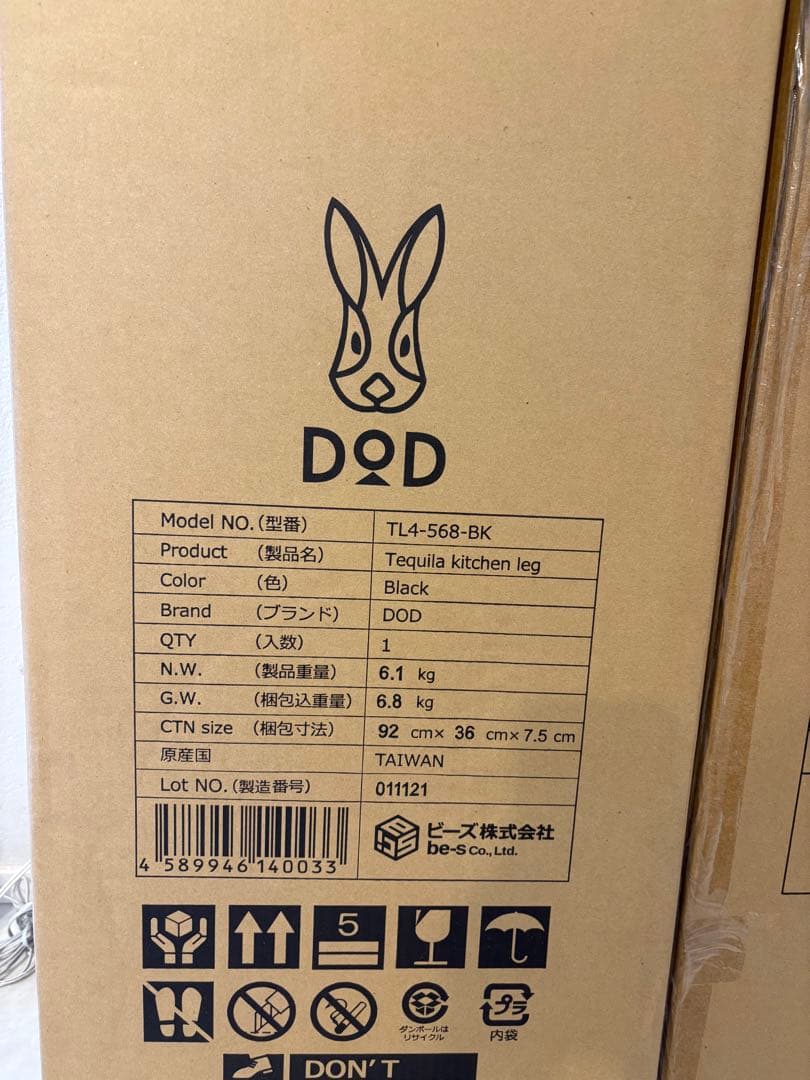 DOD
Model NO.(型番) TL4-568-BK
Product (製品名) Tequila kitchen leg
Color (色) Black
Brand (ブランド) DOD
QTY (入数) 1
N.W. (製品重量) 6.1 kg
G.W. (梱包込重量) 6.8 kg
CTN size (梱包寸法) 92 cm× 36 cm×7.5 cm
原産国 TAIWAN
Lot NO.(製造番号) 011121
4 589946 140033
ビーズ株式会社
be-s Co., Ltd.
5
ダンボールは
リサイクル
プラ
内袋
DON'T